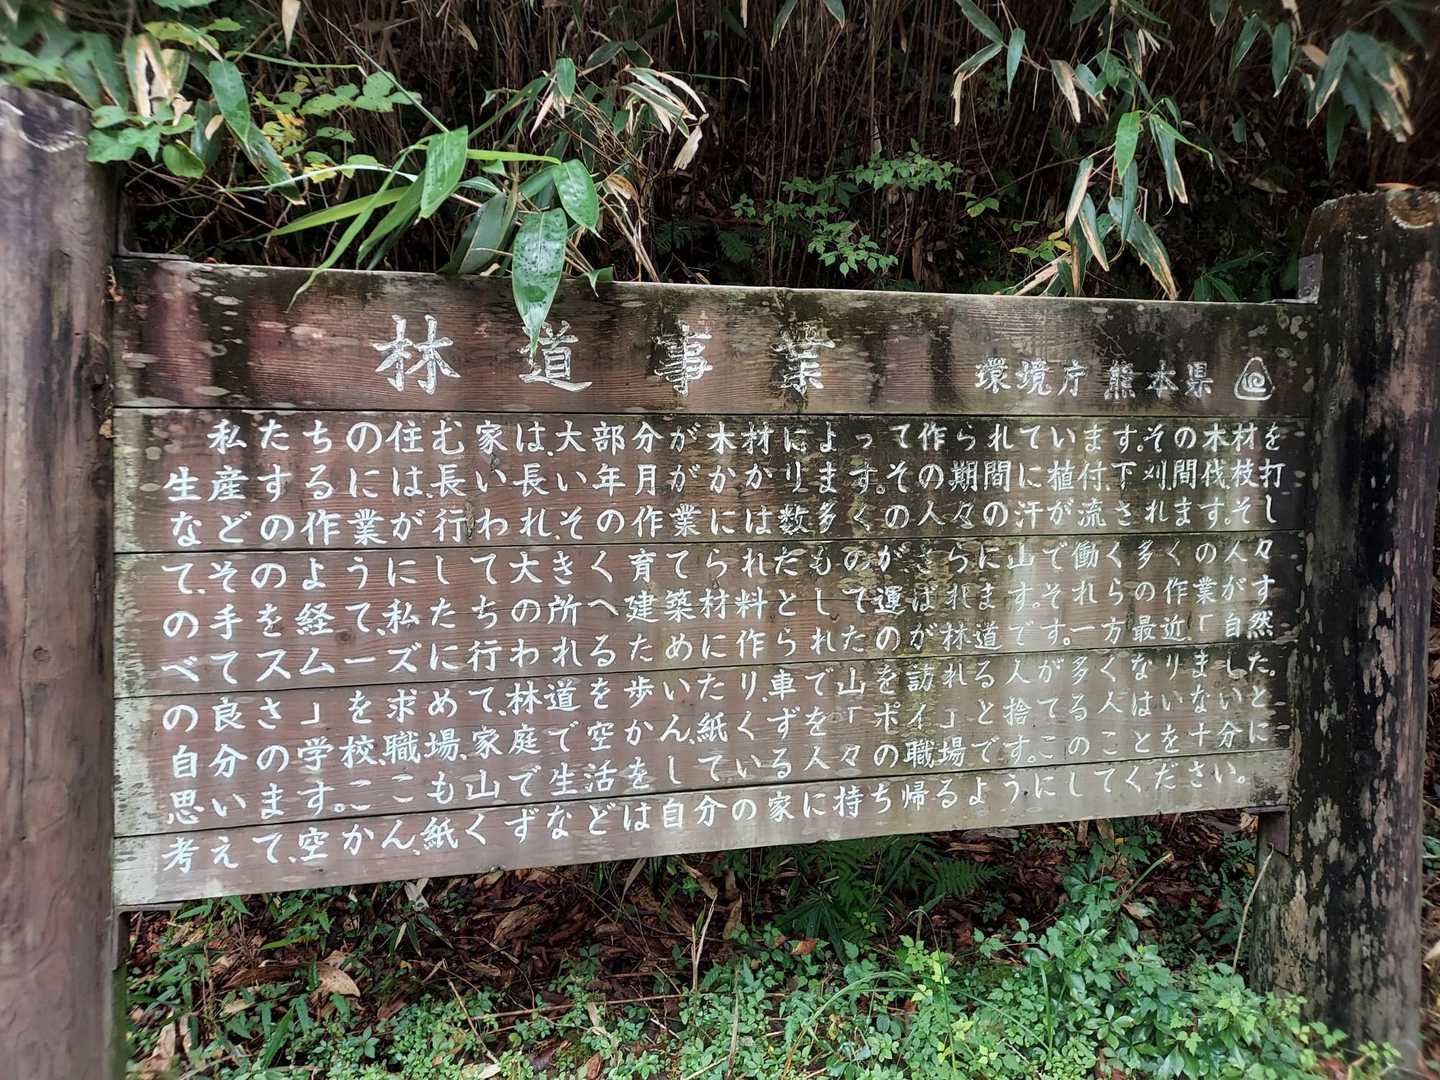 林道事業 環境庁 熊本県
私たちの住む家は、大部分が木材によって作られています。その木材を
生産するには、長い長い年月がかかります。その期間に植付、下刈間伐枝打
などの作業が行われ、その作業には数多くの人々の汗が流されます。そし
て、そのようにして大きく育てられたものがさらに山で働く多くの人々
の手を経て、私たちの所へ建築材料として運ばれます。それらの作業がす
べてスムーズに行われるために作られたのが林道です。一方最近、「自然
の良さ」を求めて、林道を歩いたり、車で山を訪れる人が多くなりました。
自分の学校、職場、家庭で空かん、紙くずを「ポイ」と捨てる人はいないと
思います。ここも山で生活をしている人々の職場です。このことを十分に
考えて、空かん、紙くずなどは自分の家に持ち帰るようにしてください。